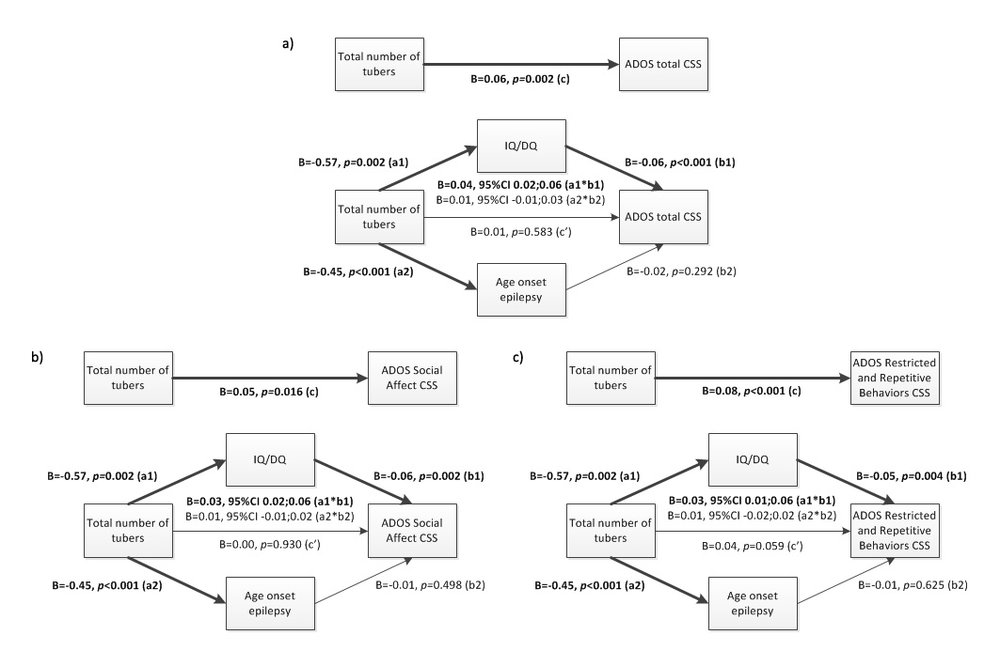 a)
Total number of
tubers
ADOS total CSS
B=0.06, p=0.002 (c)
IQ/DQ
B=-0.57, p=0.002 (a1)
B=-0.06, p<0.001 (b1)
B=0.04, 95%CI 0.02;0.06 (a1*b1)
B=0.01, 95%CI -0.01;0.03 (a2*b2)
Total number of
tubers
ADOS total CSS
B=0.01, p=0.583 (c’)
B=-0.45, p<0.001 (a2)
B=-0.02, p=0.292 (b2)
Age onset
epilepsy
b)
Total number of
tubers
ADOS Social
Affect CSS
B=0.05, p=0.016 (c)
IQ/DQ
B=-0.57, p=0.002 (a1)
B=-0.06, p=0.002 (b1)
B=0.03, 95%CI 0.02;0.06 (a1*b1)
B=0.01, 95%CI -0.01;0.02 (a2*b2)
Total number of
tubers
ADOS Social
Affect CSS
B=0.00, p=0.930 (c’)
B=-0.45, p<0.001 (a2)
B=-0.01, p=0.498 (b2)
Age onset
epilepsy
c)
Total number of
tubers
ADOS Restricted
and Repetitive
Behaviors CSS
B=0.08, p<0.001 (c)
IQ/DQ
B=-0.57, p=0.002 (a1)
B=-0.05, p=0.004 (b1)
B=0.03, 95%CI 0.01;0.06 (a1*b1)
B=0.01, 95%CI -0.02;0.02 (a2*b2)
Total number of
tubers
ADOS Restricted
and Repetitive
Behaviors CSS
B=0.04, p=0.059 (c’)
B=-0.45, p<0.001 (a2)
B=-0.01, p=0.625 (b2)
Age onset
epilepsy